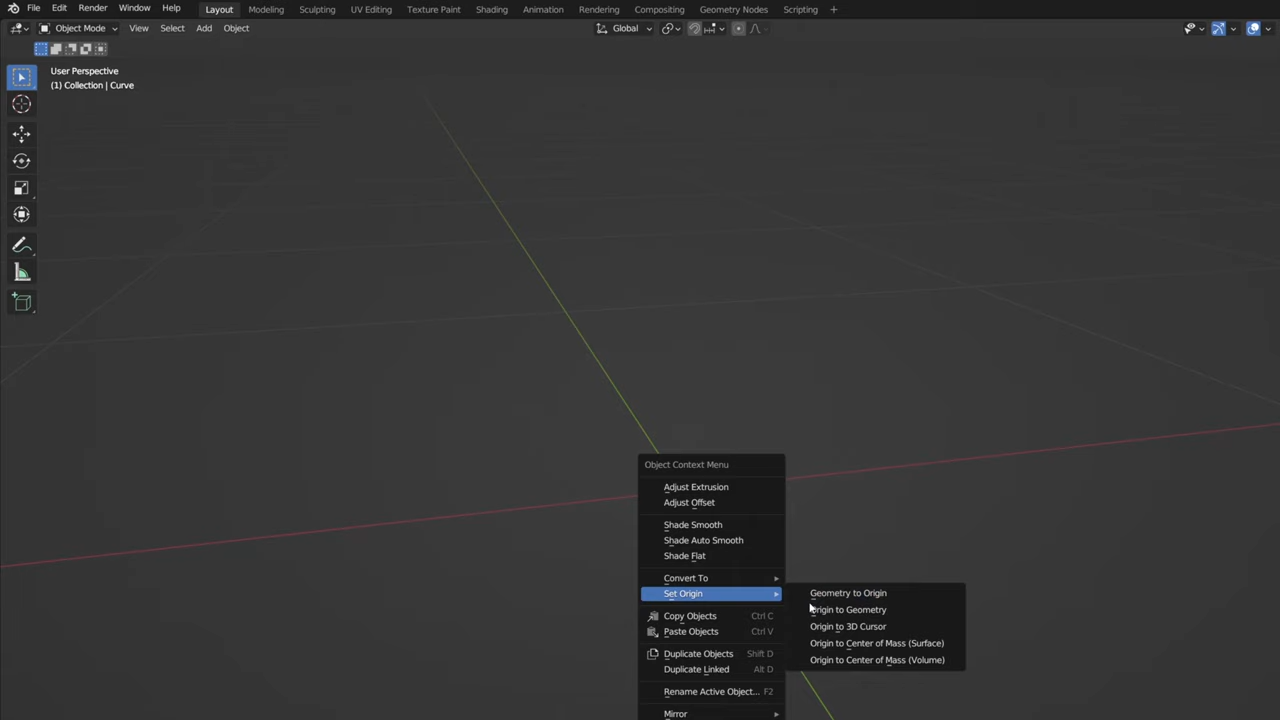 File Edit Render Window Help Layout Modeling Sculpting UV Editing Texture Paint Shading Animation Rendering Compositing Geometry Nodes Scripting +
Object Mode View Select Add Object Global
User Perspective
(1) Collection | Curve
Object Context Menu
Adjust Extrusion
Adjust Offset
Shade Smooth
Shade Auto Smooth
Shade Flat
Convert To
Set Origin
Geometry to Origin
Origin to Geometry
Origin to 3D Cursor
Origin to Center of Mass (Surface)
Origin to Center of Mass (Volume)
Copy Objects Ctrl C
Paste Objects Ctrl V
Duplicate Objects Shift D
Duplicate Linked Alt D
Rename Active Object... F2
Mirror